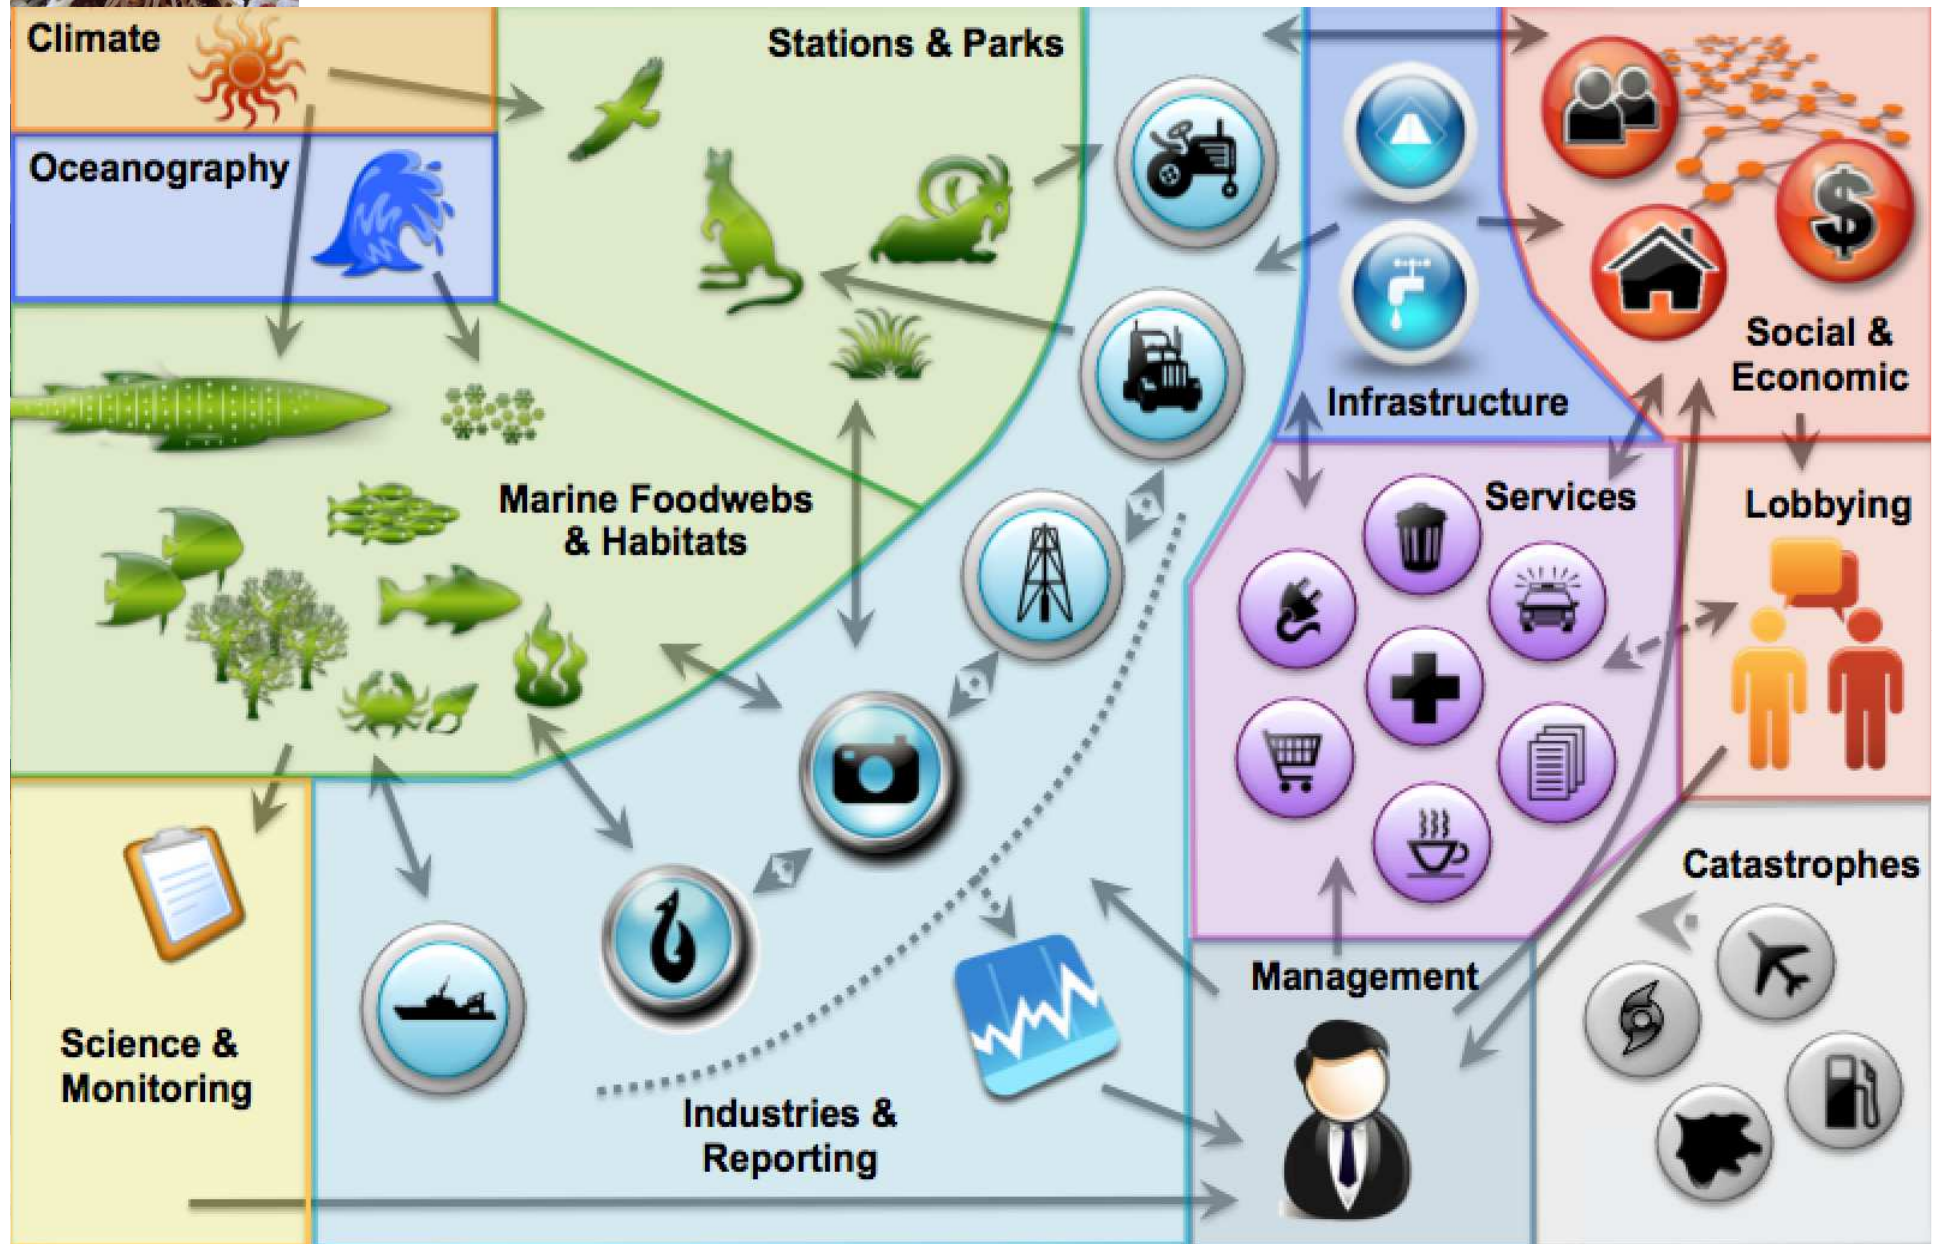 Climate
Stations & Parks
Oceanography
Social &
Economic
Infrastructure
Marine Foodwebs
& Habitats
Services
Lobbying
Catastrophes
Management
Science &
Monitoring
Industries &
Reporting
$